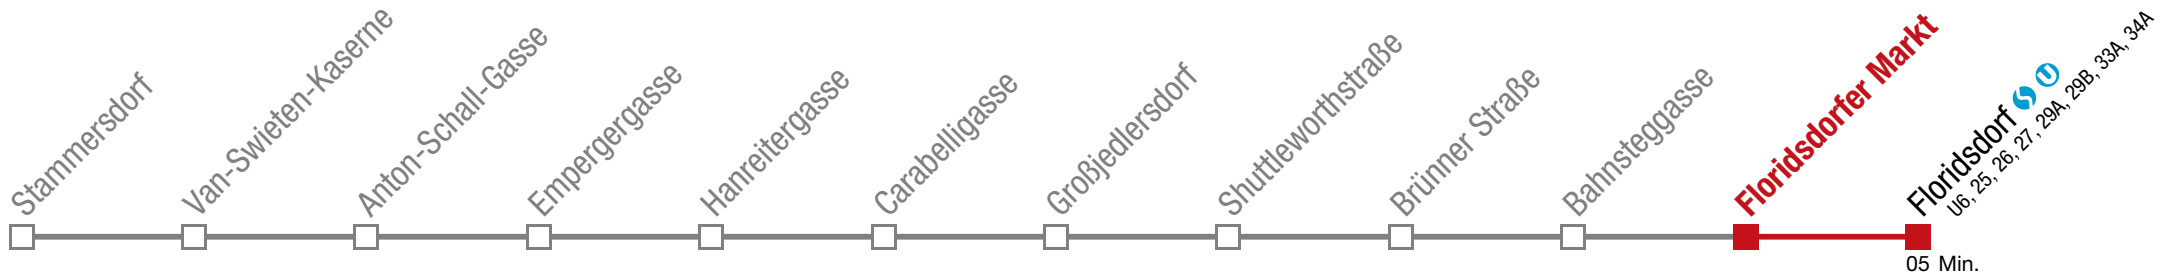 Stammersdorf
Van-Swieten-Kaserne
Anton-Schall-Gasse
Empergergasse
Hanreitergasse
Carabelligasse
Großjedlersdorf
Shuttleworthstraße
Brünner Straße
Bahnsteggasse
Floridsdorfer Markt
Floridsdorf S U
U6, 25, 26, 27, 29A, 29B, 33A, 34A
05 Min.